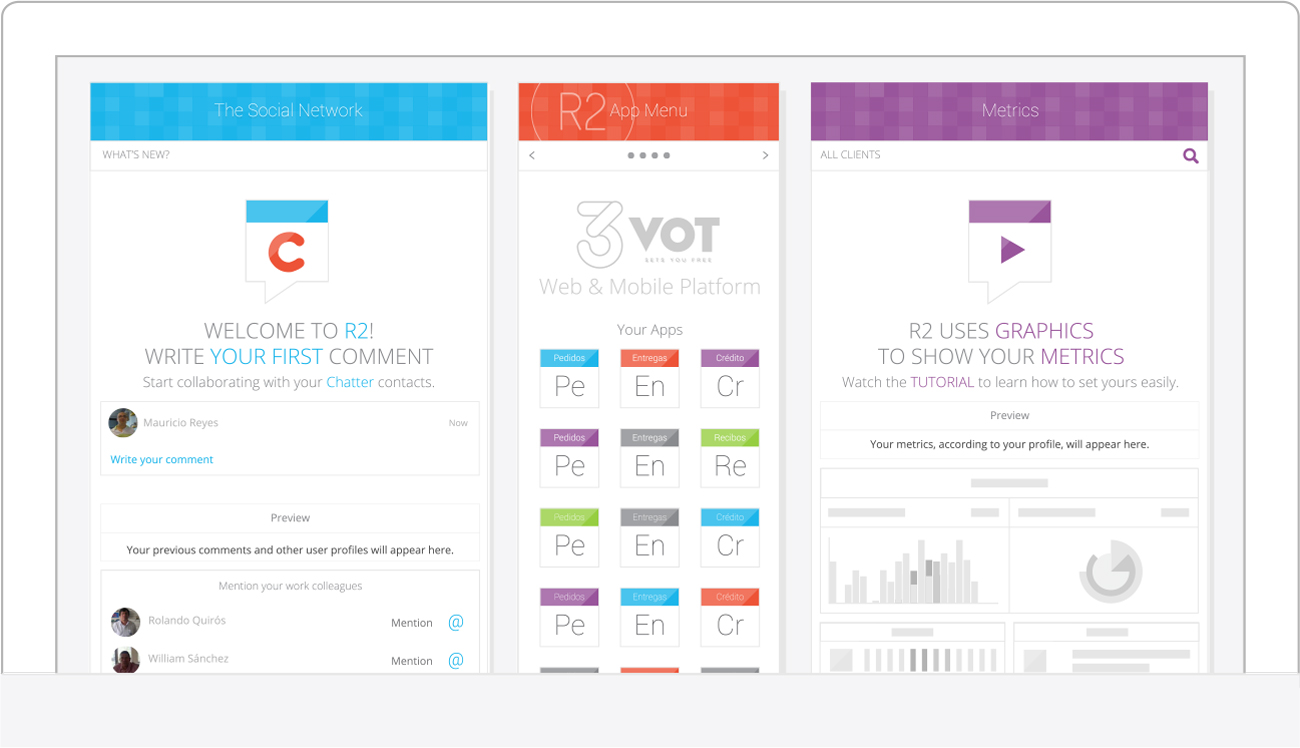 The Social Network
WHAT'S NEW?
C
WELCOME TO R2!
WRITE YOUR FIRST COMMENT
Start collaborating with your Chatter contacts.
Mauricio Reyes
Now
Write your comment
Preview
Your previous comments and other user profiles will appear here.
Mention your work colleagues
Rolando Quirós
Mention @
William Sánchez
Mention @
R2 App Menu
3VOT
SETS YOU FREE
Web & Mobile Platform
Your Apps
Pedidos Entregas Crédito
Pe En Cr
Pedidos Entregas Recibos
Pe En Re
Pedidos Entregas Crédito
Pe En Cr
Pedidos Entregas Crédito
Pe En Cr
Metrics
ALL CLIENTS
R2 USES GRAPHICS
TO SHOW YOUR METRICS
Watch the TUTORIAL to learn how to set yours easily.
Preview
Your metrics, according to your profile, will appear here.